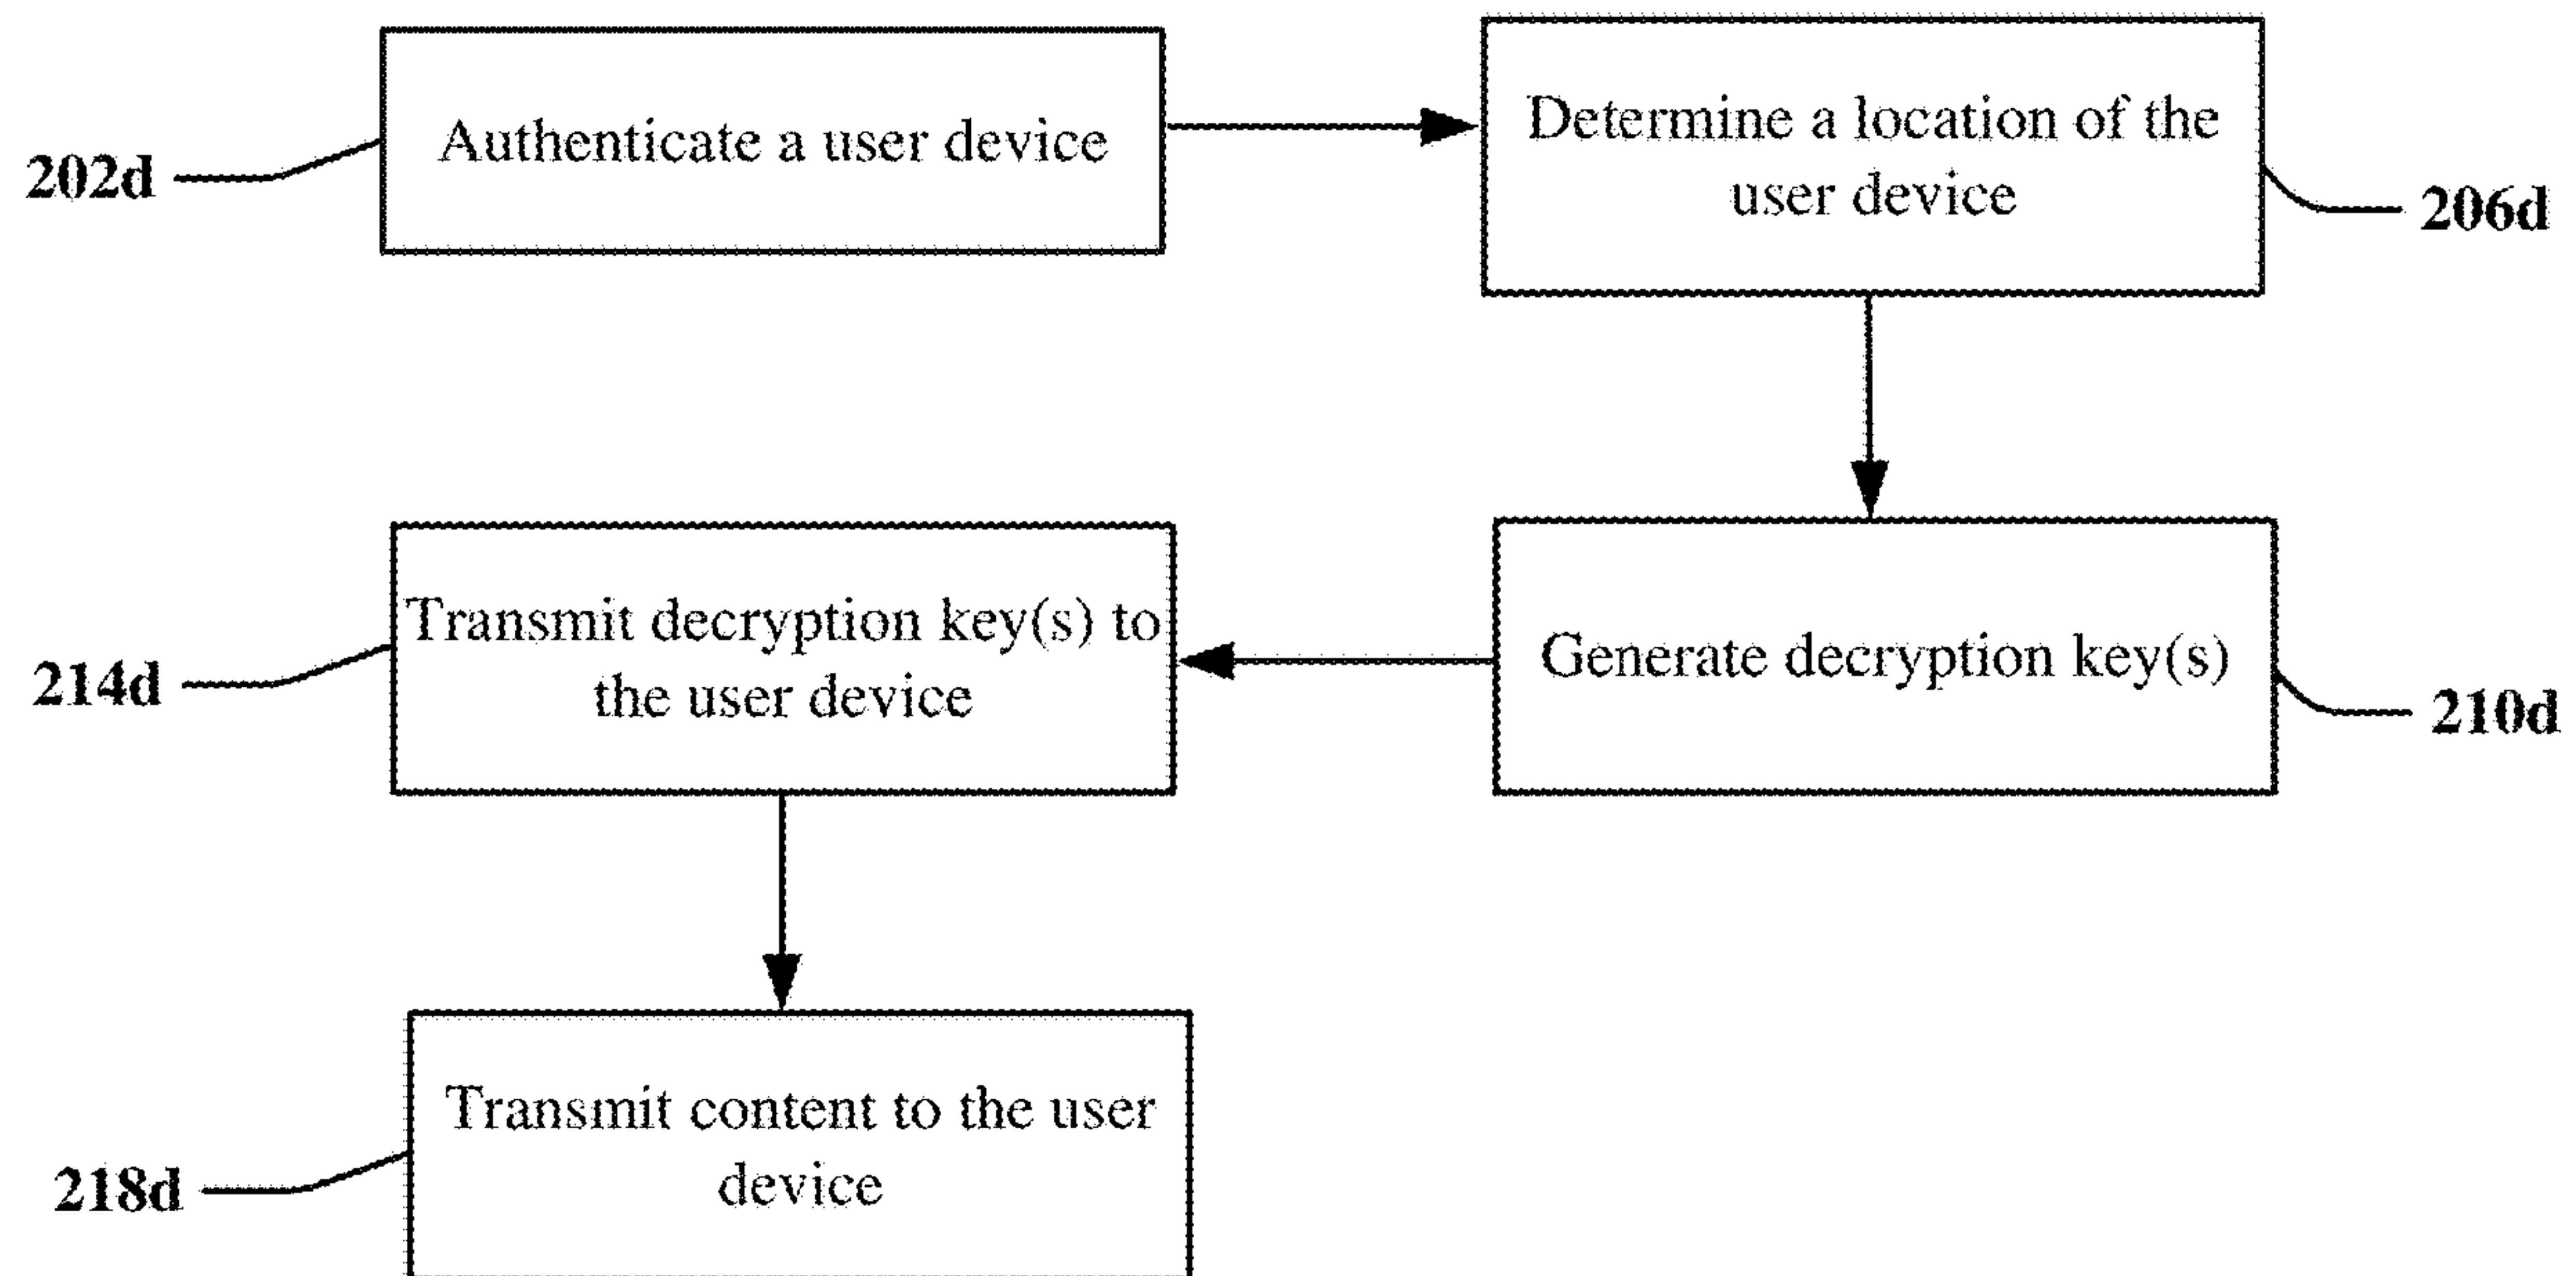 Authenticate a user device
202d
Determine a location of the
user device
206d
Transmit decryption key(s) to
the user device
214d
Generate decryption key(s)
210d
Transmit content to the user
device
218d